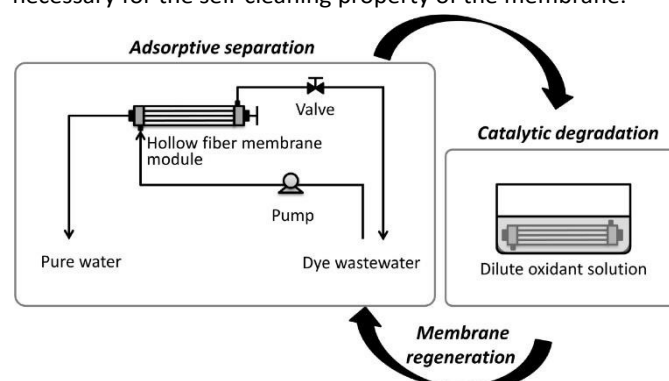 necessary for the self-cleaning property of the membrane.
Adsorptive separation
Valve
Hollow fiber membrane
module
Pump
Pure water
Dye wastewater
Catalytic degradation
Dilute oxidant solution
Membrane
regeneration